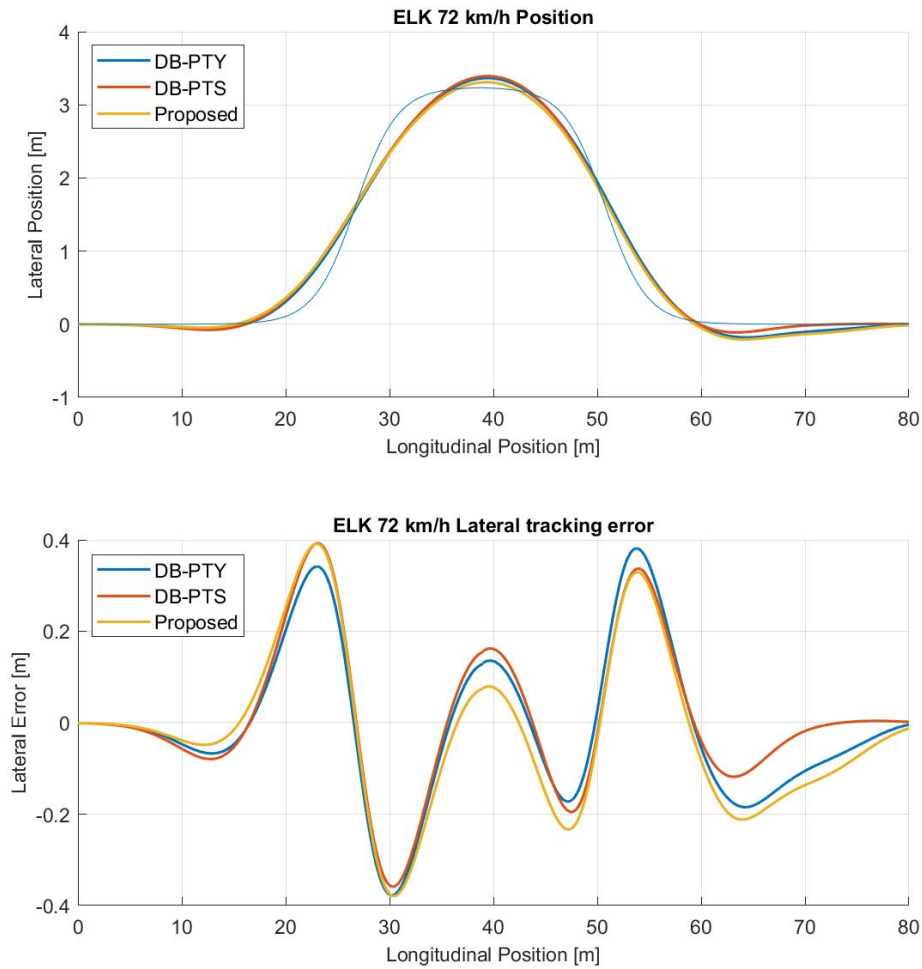 ELK 72 km/h Position
4
3
2
1
0
-1
Lateral Position [m]
DB-PTY
DB-PTS
Proposed
0 10 20 30 40 50 60 70 80
Longitudinal Position [m]
ELK 72 km/h Lateral tracking error
0.4
0.2
0
-0.2
-0.4
Lateral Error [m]
DB-PTY
DB-PTS
Proposed
0 10 20 30 40 50 60 70 80
Longitudinal Position [m]